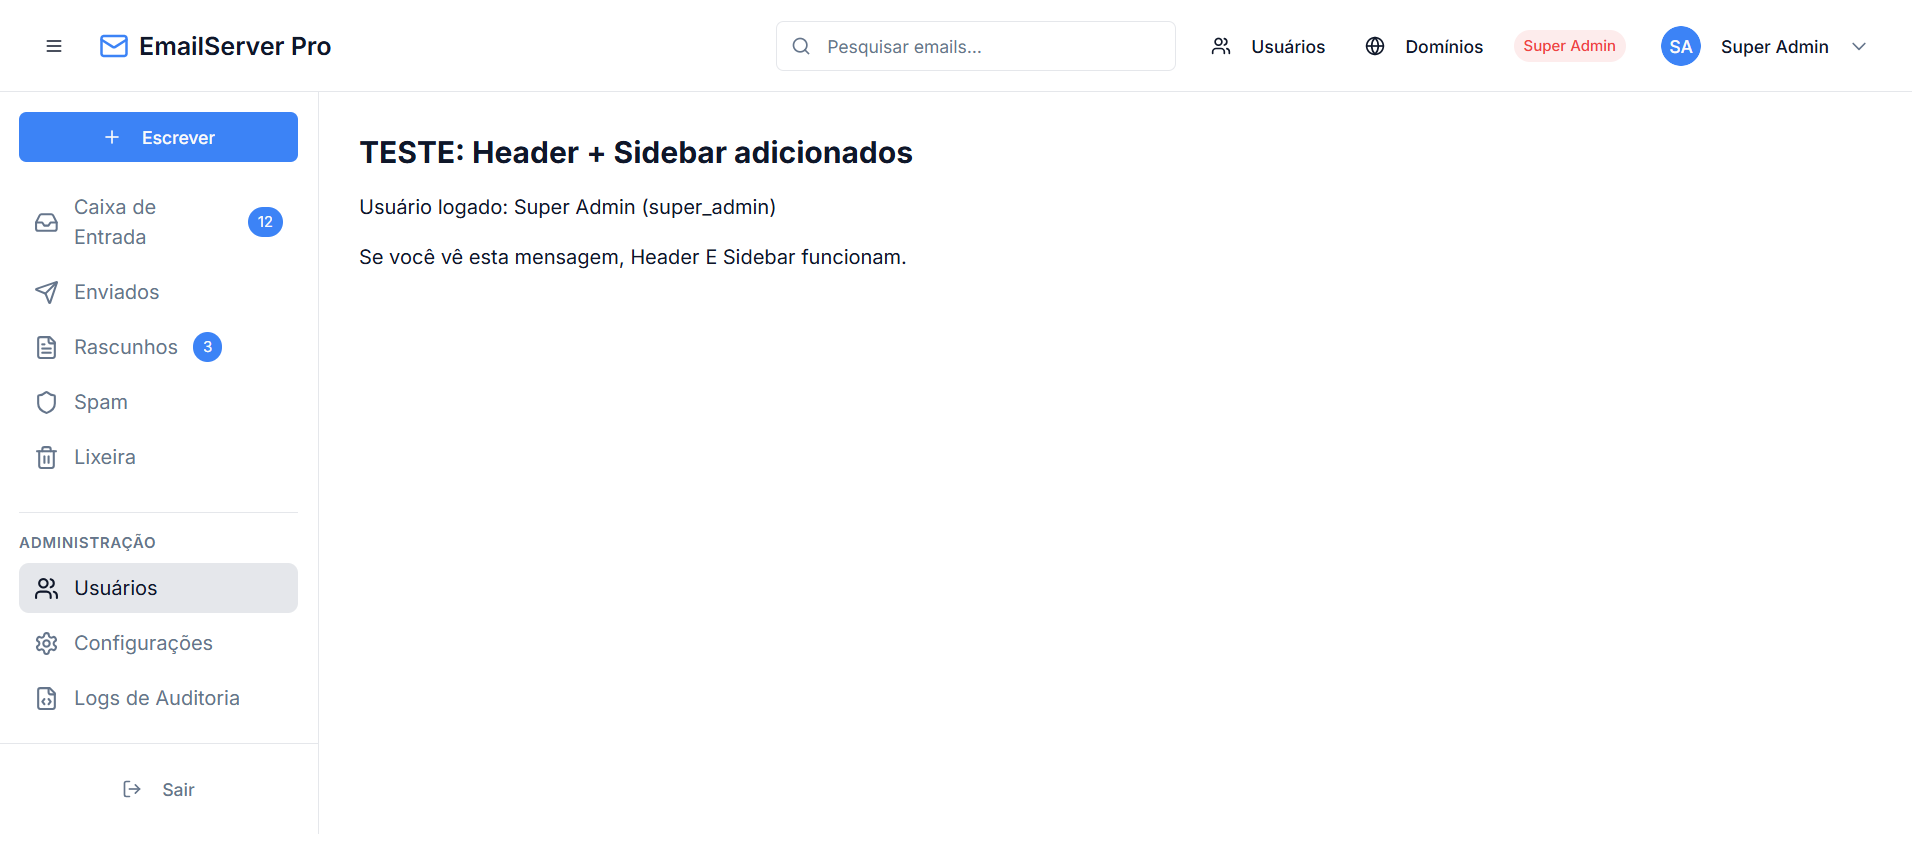 EmailServer Pro
Pesquisar emails...
Usuários
Domínios
Super Admin
SA
Super Admin
Escrever
Caixa de
Entrada
12
Enviados
Rascunhos
3
Spam
Lixeira
ADMINISTRAÇÃO
Usuários
Configurações
Logs de Auditoria
Sair
TESTE: Header + Sidebar adicionados
Usuário logado: Super Admin (super_admin)
Se você vê esta mensagem, Header E Sidebar funcionam.